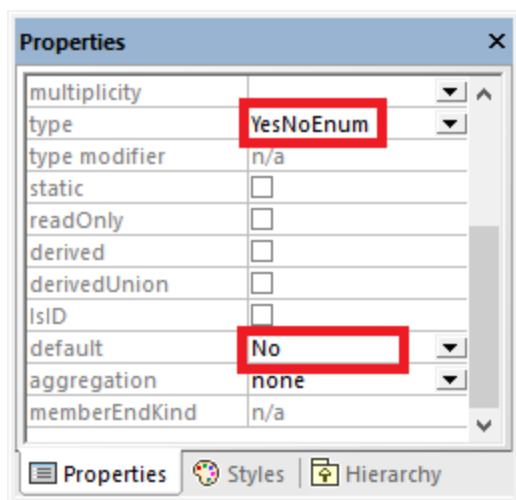 Properties
multiplicity
type YesNoEnum
type modifier n/a
static
readOnly
derived
derivedUnion
IsID
default No
aggregation none
memberEndKind n/a
Properties Styles Hierarchy